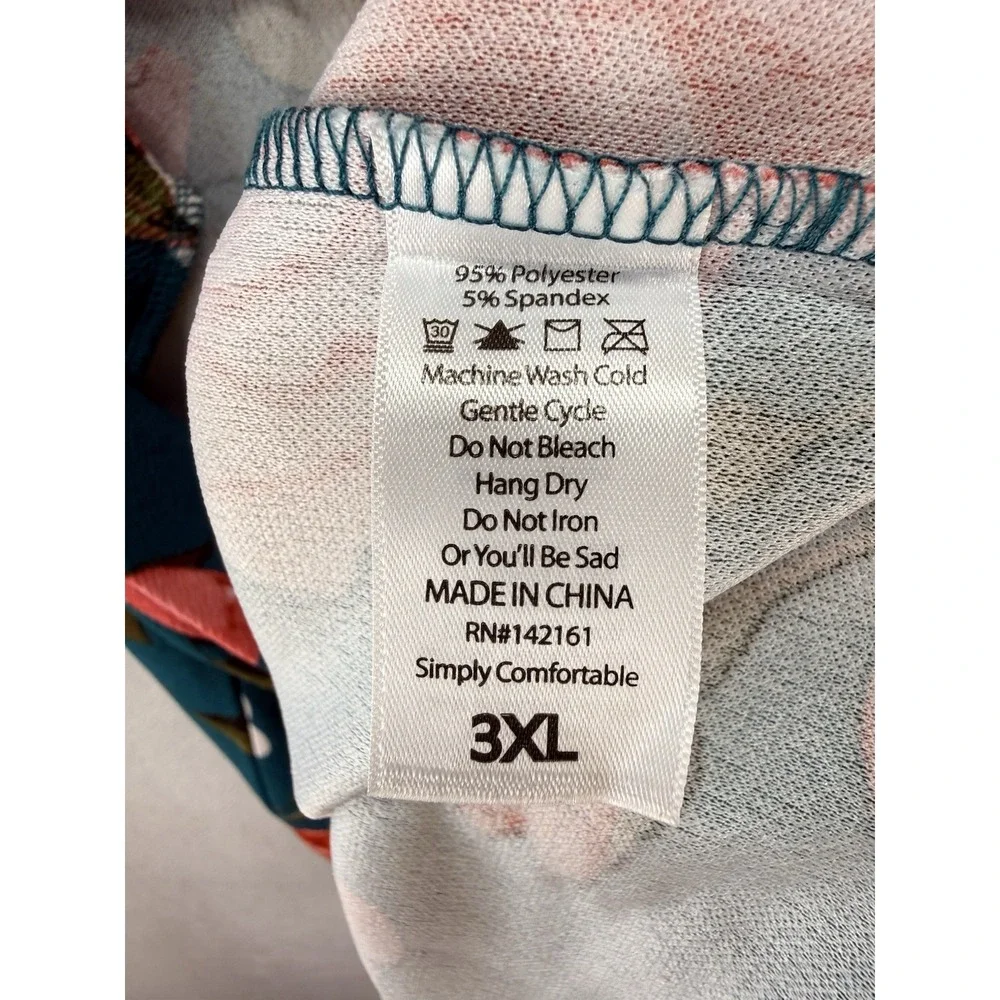 95% Polyester
5% Spandex
30
Machine Wash Cold
Gentle Cycle
Do Not Bleach
Hang Dry
Do Not Iron
Or You'll Be Sad
MADE IN CHINA
RN#142161
Simply Comfortable
3XL